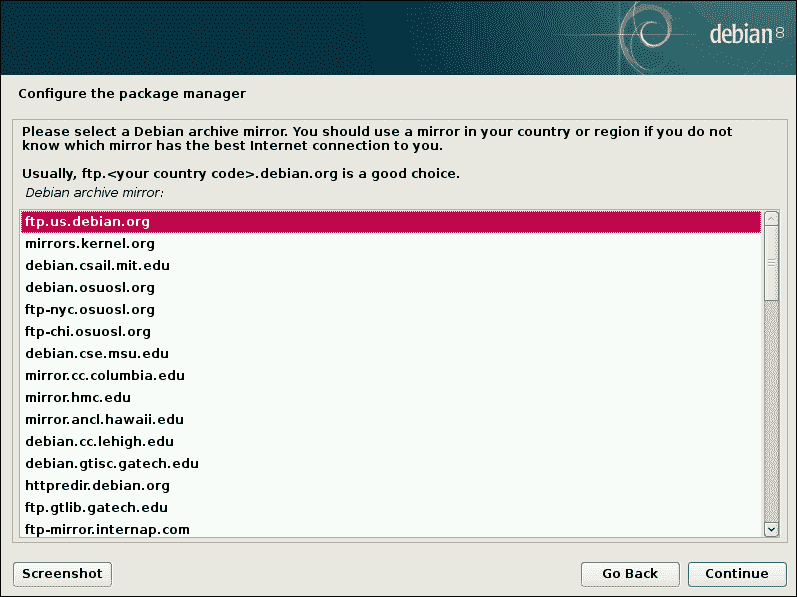 debian 8
Configure the package manager
Please select a Debian archive mirror. You should use a mirror in your country or region if you do not
know which mirror has the best Internet connection to you.
Usually, ftp.<your country code>.debian.org is a good choice.
Debian archive mirror:
ftp.us.debian.org
mirrors.kernel.org
debian.csail.mit.edu
debian.osuosl.org
ftp-nyc.osuosl.org
ftp-chi.osuosl.org
debian.cse.msu.edu
mirror.cc.columbia.edu
mirror.hmc.edu
mirror.ancl.hawaii.edu
debian.cc.lehigh.edu
debian.gtisc.gatech.edu
httpredir.debian.org
ftp.gtlib.gatech.edu
ftp-mirror.internap.com
Screenshot
Go Back
Continue